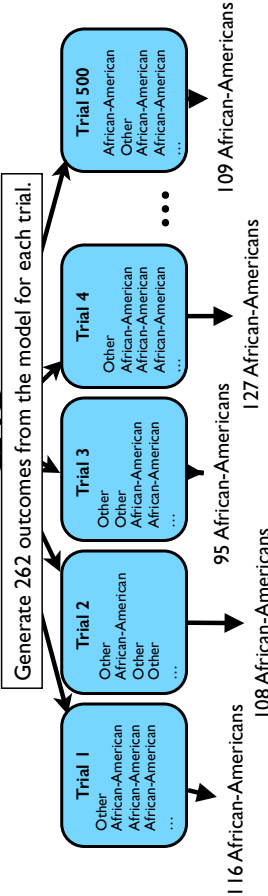 Generate 262 outcomes from the model for each trial.
Trial 1
Other
African-American
African-American
African-American
...
116 African-Americans
Trial 2
Other
African-American
Other
Other
...
108 African-Americans
Trial 3
Other
Other
African-American
African-American
...
95 African-Americans
Trial 4
Other
African-American
African-American
African-American
...
127 African-Americans
...
Trial 500
African-American
Other
African-American
African-American
...
109 African-Americans